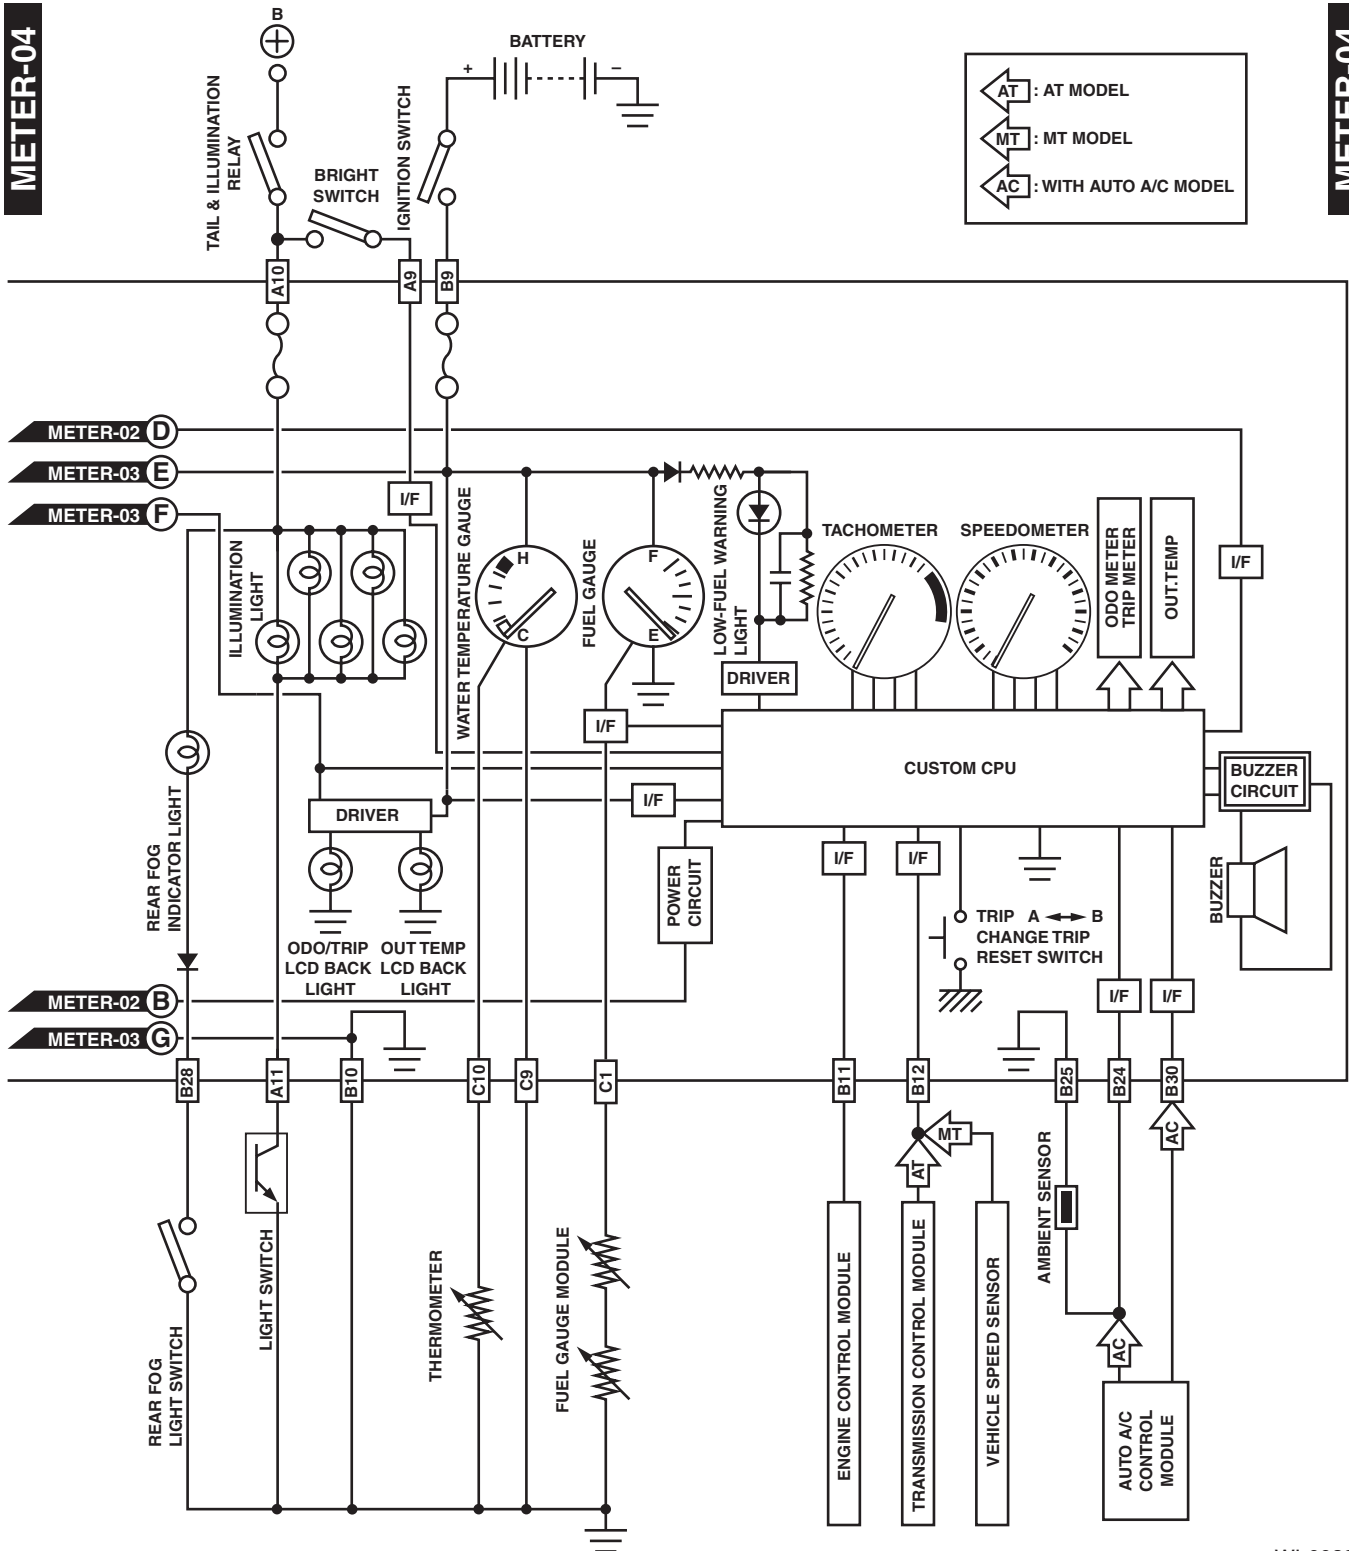 METER-04
METER-04
B
BATTERY
+
–
TAIL & ILLUMINATION
RELAY
BRIGHT
SWITCH
IGNITION SWITCH
AT : AT MODEL
MT : MT MODEL
AC : WITH AUTO A/C MODEL
A10
A9
B9
METER-02 D
METER-03 E
METER-03 F
I/F
ILLUMINATION
LIGHT
WATER TEMPERATURE GAUGE
H
C
FUEL GAUGE
F
E
LOW-FUEL WARNING
LIGHT
TACHOMETER
SPEEDOMETER
ODO METER
TRIP METER
OUT.TEMP
I/F
DRIVER
I/F
CUSTOM CPU
BUZZER
CIRCUIT
I/F
DRIVER
REAR FOG
INDICATOR LIGHT
POWER
CIRCUIT
I/F
I/F
BUZZER
TRIP A B
CHANGE TRIP
RESET SWITCH
ODO/TRIP
LCD BACK
LIGHT
OUT TEMP
LCD BACK
LIGHT
I/F
I/F
METER-02 B
METER-03 G
B28
A11
B10
C10
C9
C1
B11
B12
B25
B24
B30
MT
AT
AC
AMBIENT SENSOR
REAR FOG
LIGHT SWITCH
LIGHT SWITCH
THERMOMETER
FUEL GAUGE MODULE
ENGINE CONTROL MODULE
TRANSMISSION CONTROL MODULE
VEHICLE SPEED SENSOR
AC
AUTO A/C
CONTROL
MODULE